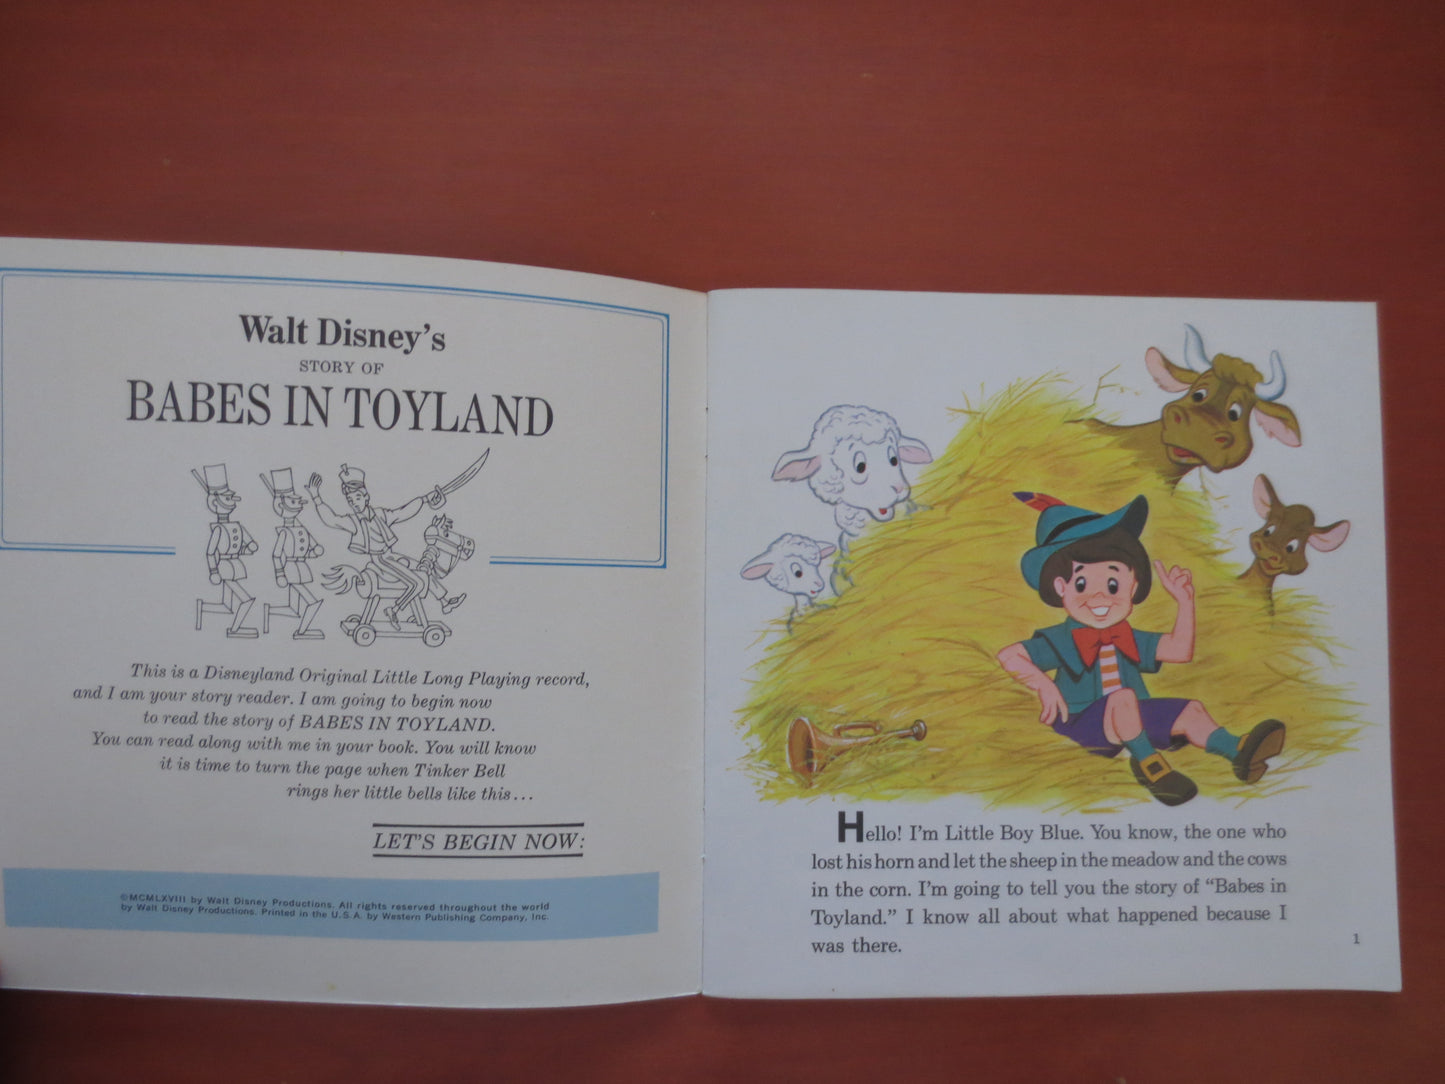 Walt Disney's
STORY OF
BABES IN TOYLAND
This is a Disneyland Original Little Long Playing record,
and I am your story reader. I am going to begin now
to read the story of BABES IN TOYLAND.
You can read along with me in your book. You will know
it is time to turn the page when Tinker Bell
rings her little bells like this...
LET'S BEGIN NOW:
©MCMLXVIII by Walt Disney Productions. All rights reserved throughout the world
by Walt Disney Productions. Printed in the U.S.A. by Western Publishing Company, Inc.
Hello! I'm Little Boy Blue. You know, the one who
lost his horn and let the sheep in the meadow and the cows
in the corn. I'm going to tell you the story of “Babes in
Toyland.” I know all about what happened because I
was there.
1